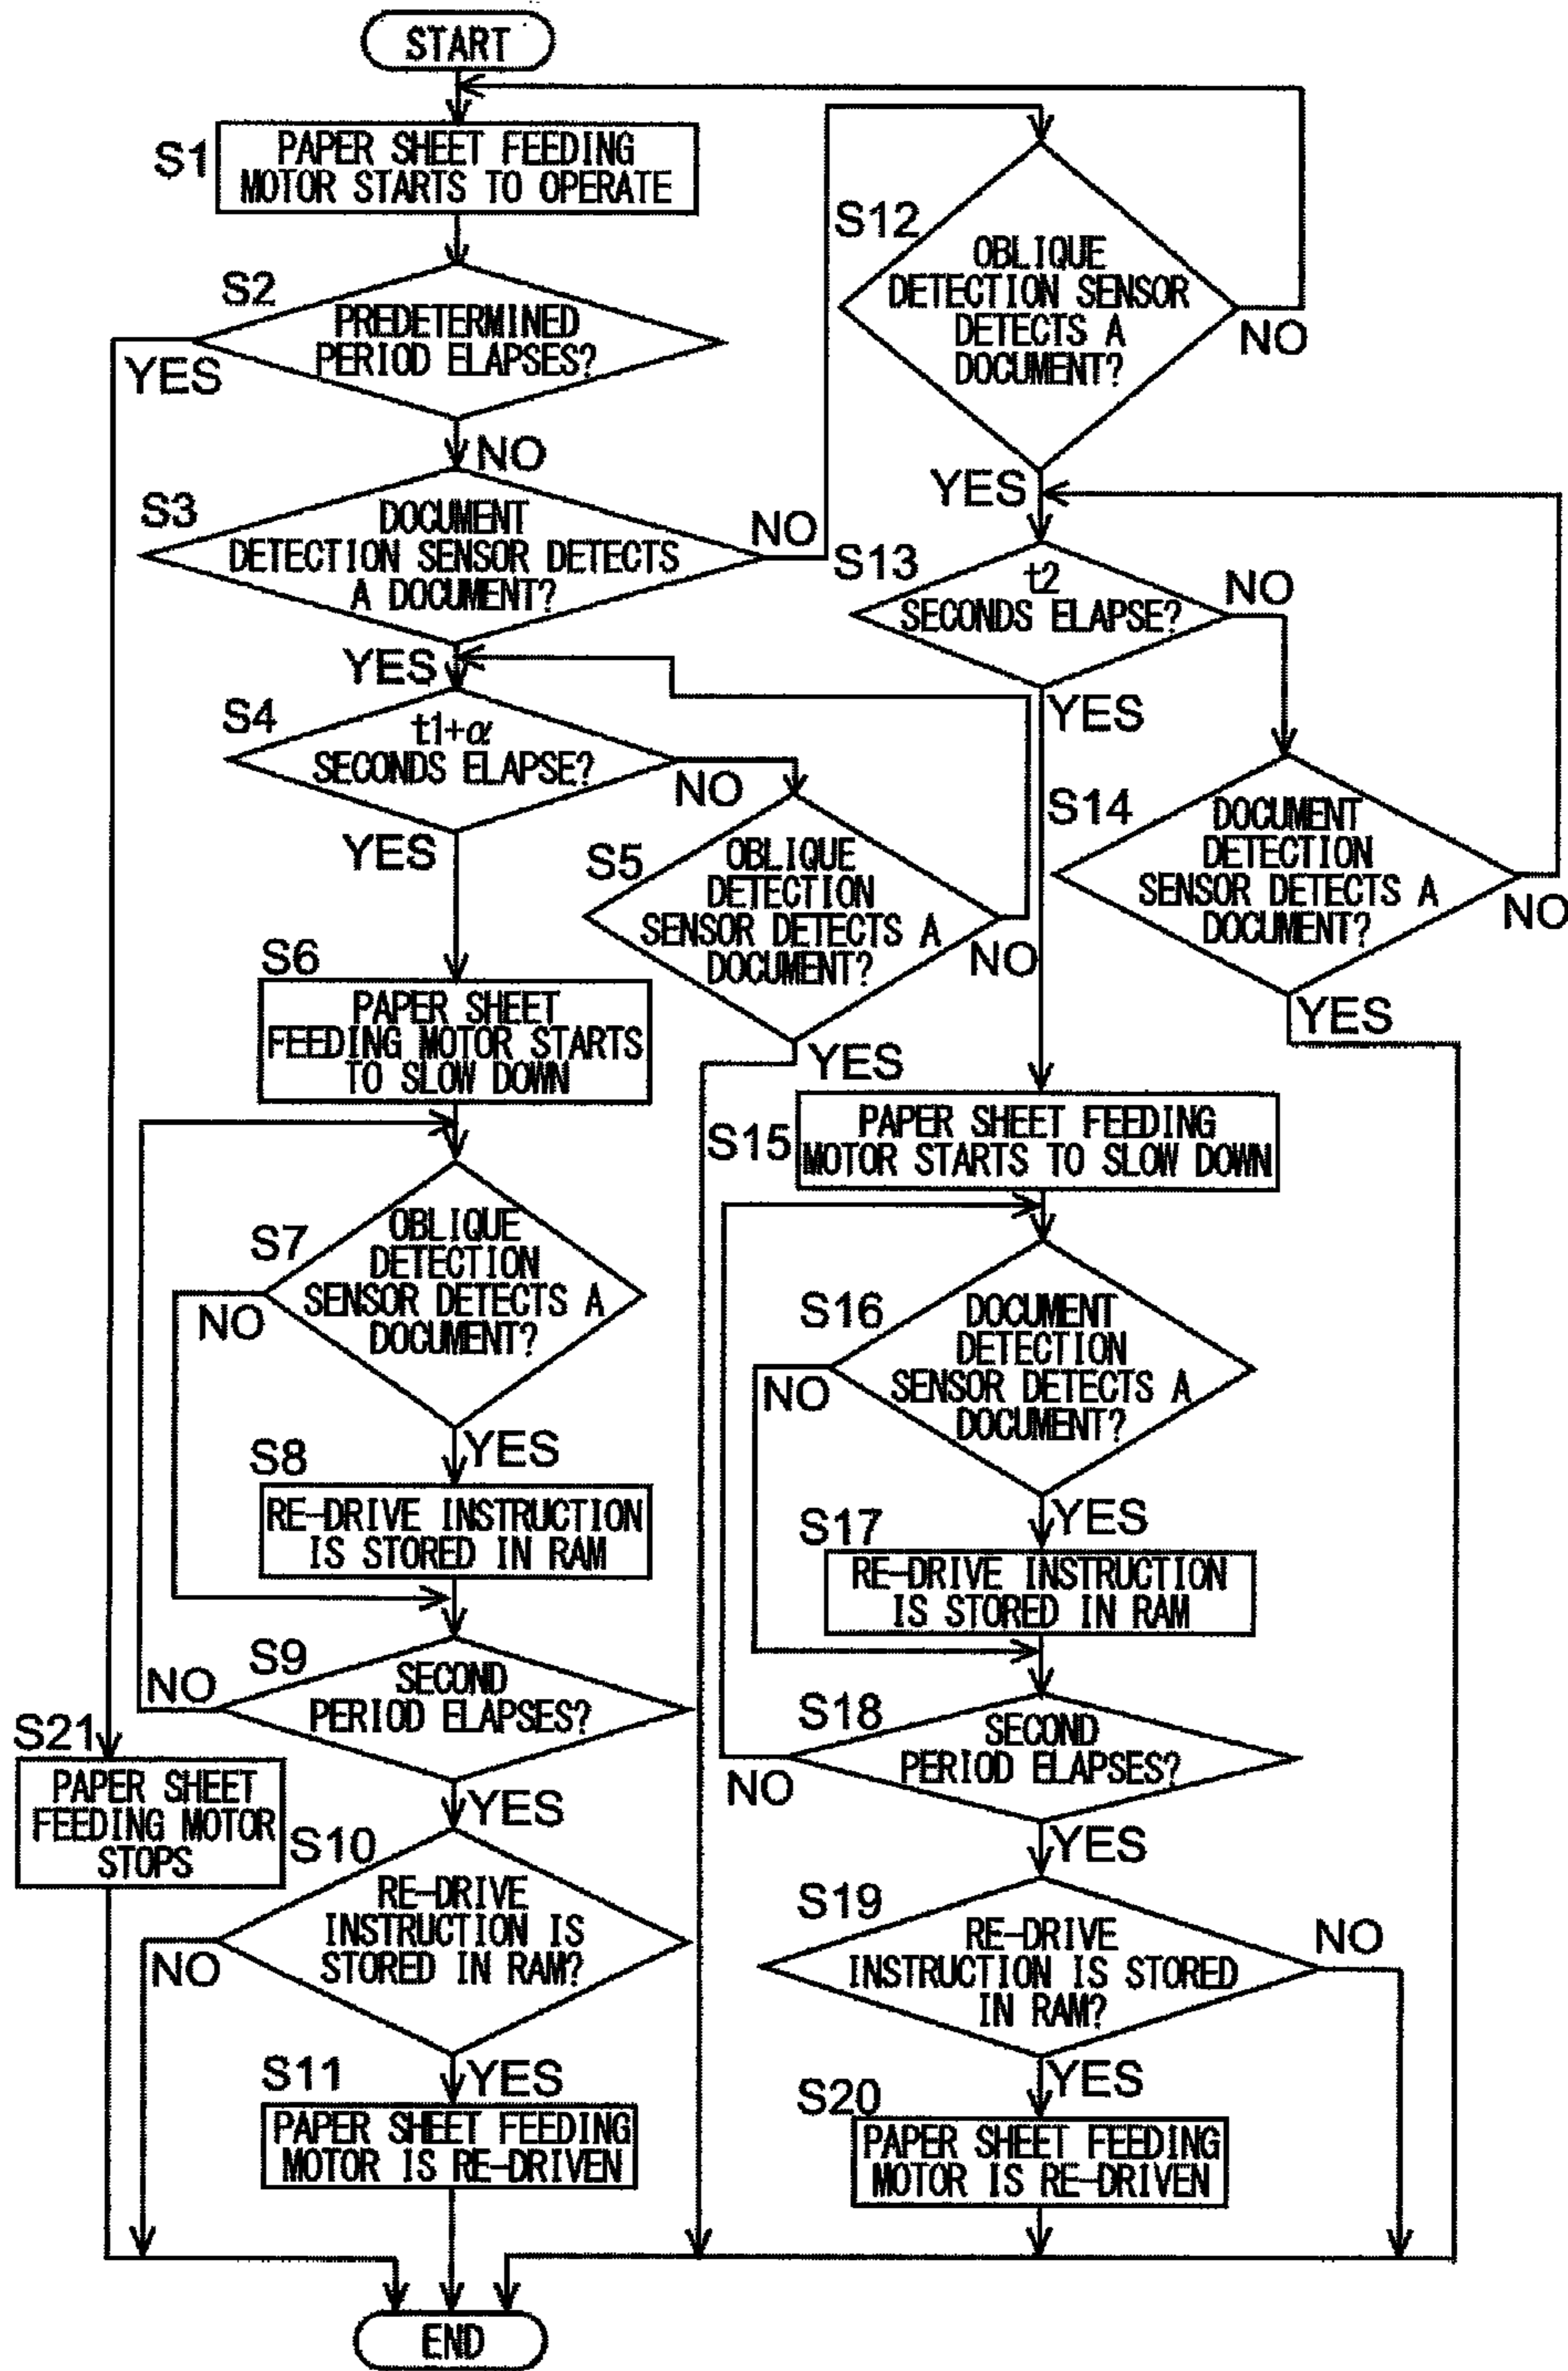 START
S1
PAPER SHEET FEEDING
MOTOR STARTS TO OPERATE
S2
PREDETERMINED
PERIOD ELAPSES?
YES
NO
S3
DOCUMENT
DETECTION SENSOR DETECTS
A DOCUMENT?
NO
YES
S4
t1+α
SECONDS ELAPSE?
NO
YES
S5
OBLIQUE
DETECTION
SENSOR DETECTS A
DOCUMENT?
NO
YES
S6
PAPER SHEET
FEEDING MOTOR STARTS
TO SLOW DOWN
S7
OBLIQUE
DETECTION
SENSOR DETECTS A
DOCUMENT?
NO
YES
S8
RE-DRIVE INSTRUCTION
IS STORED IN RAM
S9
SECOND
PERIOD ELAPSES?
NO
YES
S21
PAPER SHEET
FEEDING MOTOR
STOPS
S10
RE-DRIVE
INSTRUCTION IS
STORED IN RAM?
NO
YES
S11
PAPER SHEET FEEDING
MOTOR IS RE-DRIVEN
S12
OBLIQUE
DETECTION SENSOR
DETECTS A
DOCUMENT?
NO
YES
S13
t2
SECONDS ELAPSE?
NO
YES
S14
DOCUMENT
DETECTION
SENSOR DETECTS A
DOCUMENT?
NO
YES
S15
PAPER SHEET FEEDING
MOTOR STARTS TO SLOW DOWN
S16
DOCUMENT
DETECTION
SENSOR DETECTS A
DOCUMENT?
NO
YES
S17
RE-DRIVE INSTRUCTION
IS STORED IN RAM
S18
SECOND
PERIOD ELAPSES?
NO
YES
S19
RE-DRIVE
INSTRUCTION IS STORED
IN RAM?
NO
YES
S20
PAPER SHEET FEEDING
MOTOR IS RE-DRIVEN
END